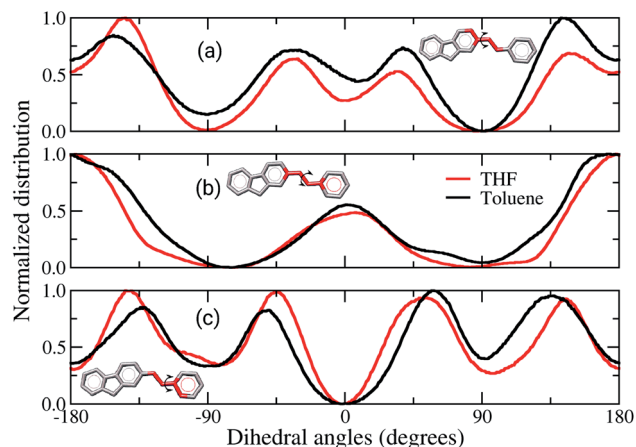 1.0
0.5
0.0
(a)
1.0
0.5
0.0
(b)
THF
Toluene
1.0
0.5
0.0
(c)
Normalized distribution
-180 -90 0 90 180
Dihedral angles (degrees)